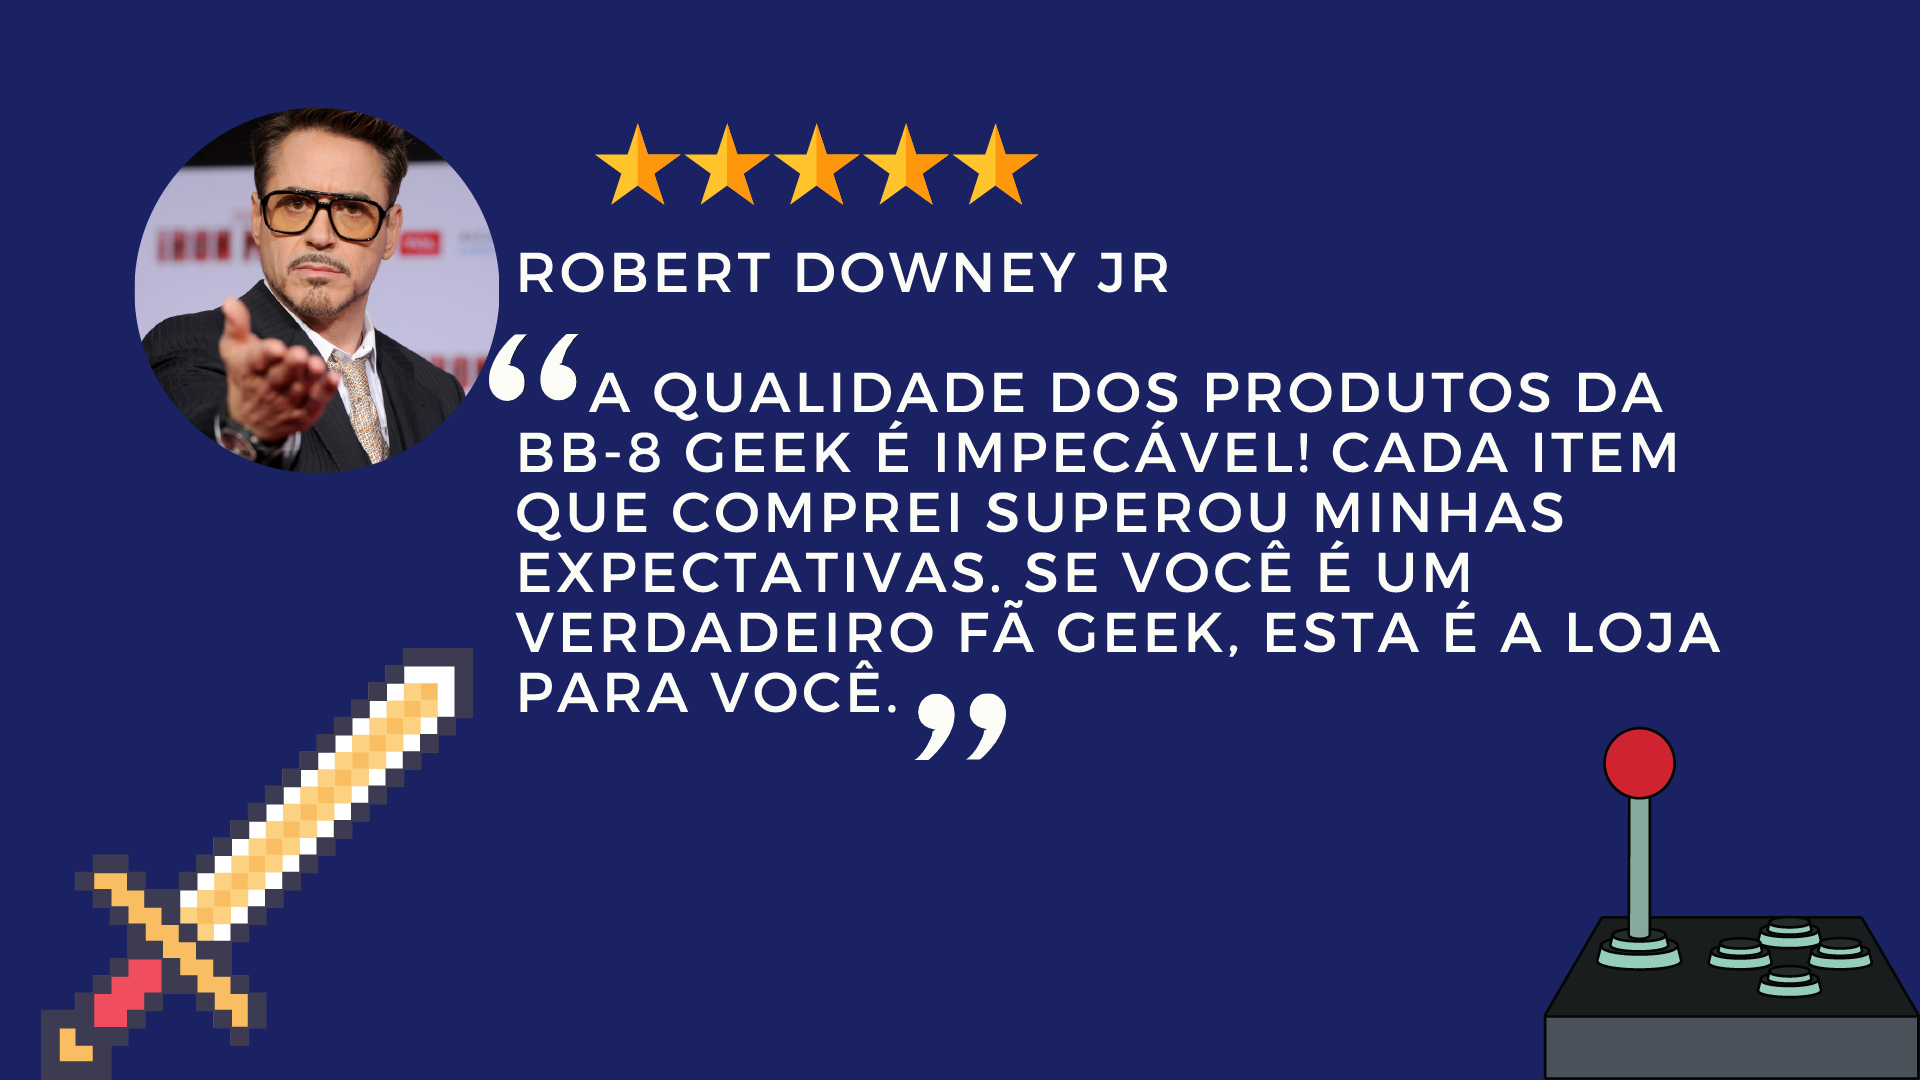 ROBERT DOWNEY JR
“A QUALIDADE DOS PRODUTOS DA
BB-8 GEEK É IMPECÁVEL! CADA ITEM
QUE COMPREI SUPEROU MINHAS
EXPECTATIVAS. SE VOCÊ É UM
VERDADEIRO FÃ GEEK, ESTA É A LOJA
PARA VOCÊ.”